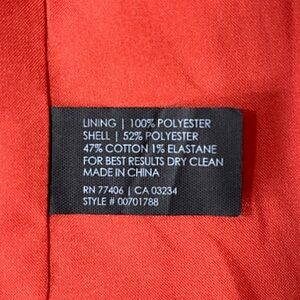 LINING | 100% POLYESTER
SHELL | 52% POLYESTER
47% COTTON 1% ELASTANE
FOR BEST RESULTS DRY CLEAN
MADE IN CHINA
RN 77406 | CA 03234
STYLE # 00701788